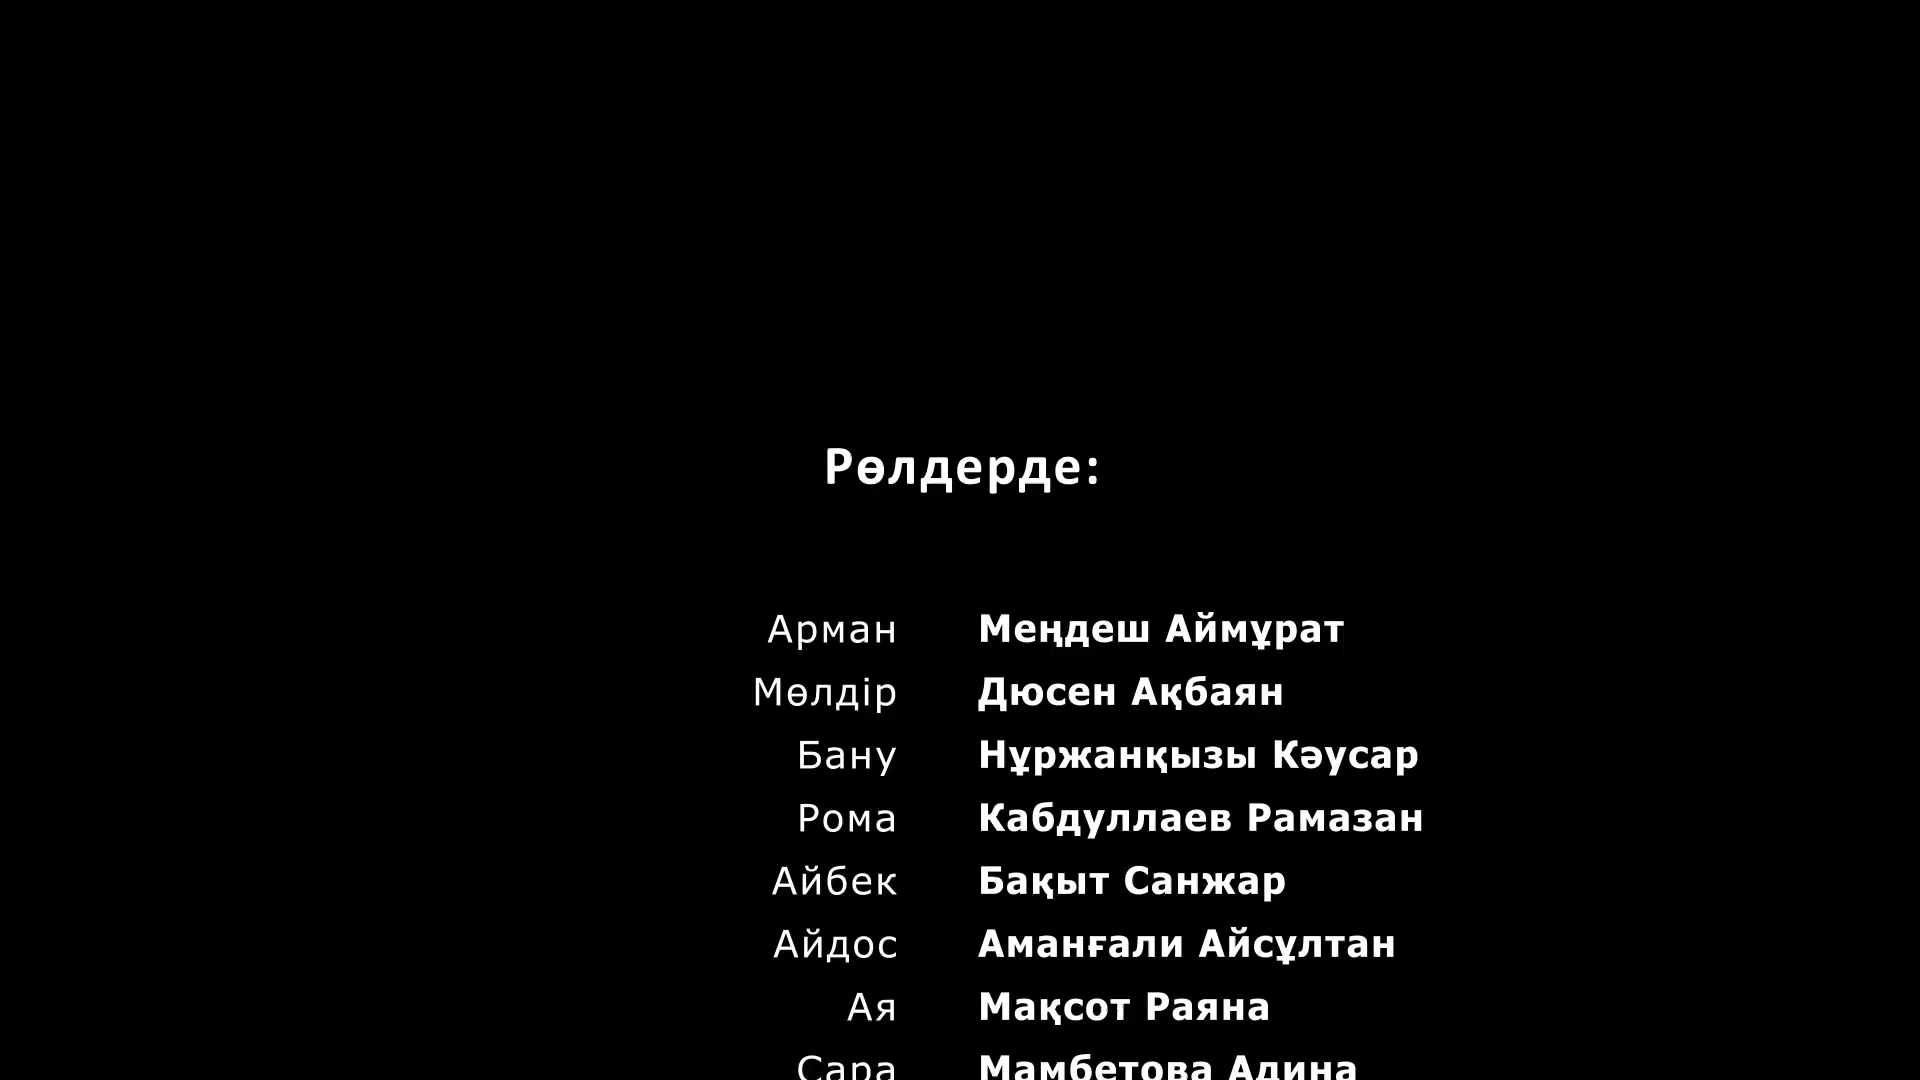 Рөлдерде:
Арман Меңдеш Аймұрат
Мөлдір Дюсен Ақбаян
Бану Нұржанқызы Кәусар
Рома Кабдуллаев Рамазан
Айбек Бақыт Санжар
Айдос Аманғали Айсұлтан
Ая Мақсот Раяна
Сара Мамбетова Адина